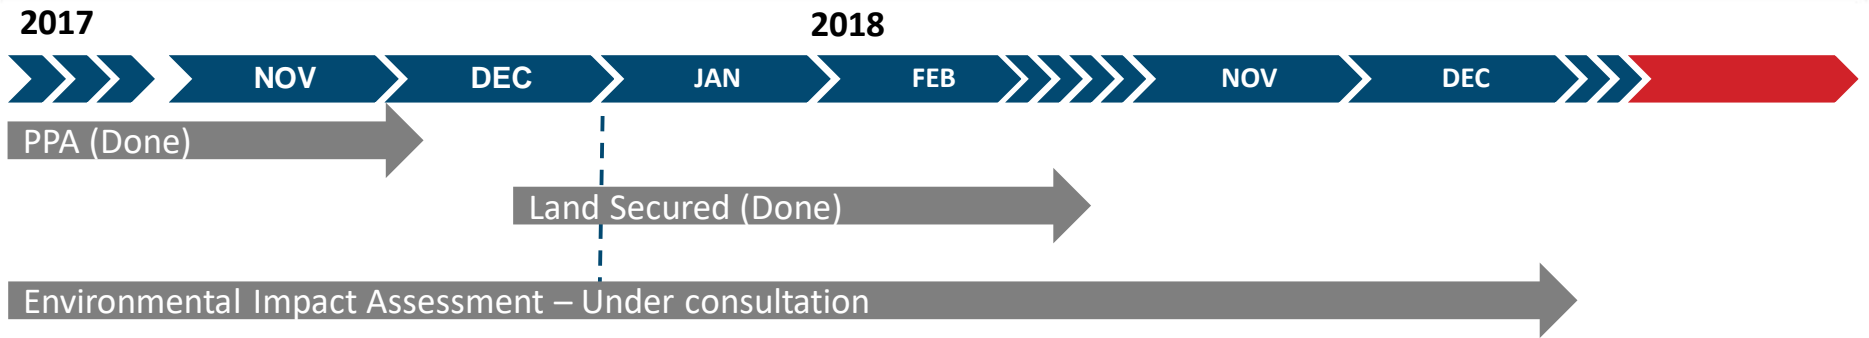 2017
2018
NOV
DEC
JAN
FEB
NOV
DEC
PPA (Done)
Land Secured (Done)
Environmental Impact Assessment – Under consultation